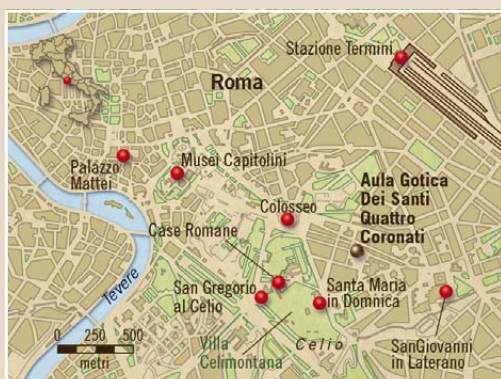 Stazione Termini
Roma
Palazzo
Mattei
Musei Capitolini
Aula Gotica
Dei Santi
Quattro
Coronati
Colosseo
Case Romane
Tevere
San Gregorio
al Celio
Santa Maria
in Domnica
Villa
Celimontana
Celio
SanGiovanni
in Laterano
0 250 500
metri